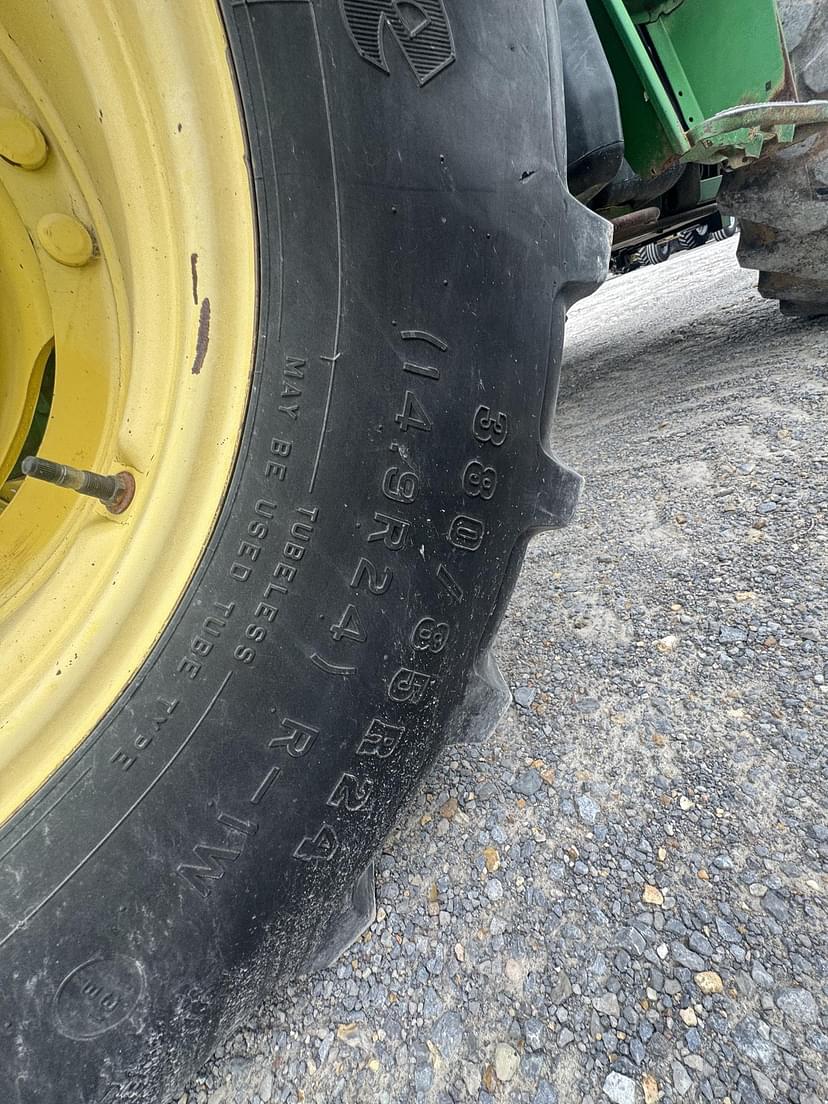 380/85R24
(14.9R24)
R-1W
TUBELESS
MAY BE USED TUBE TYPE